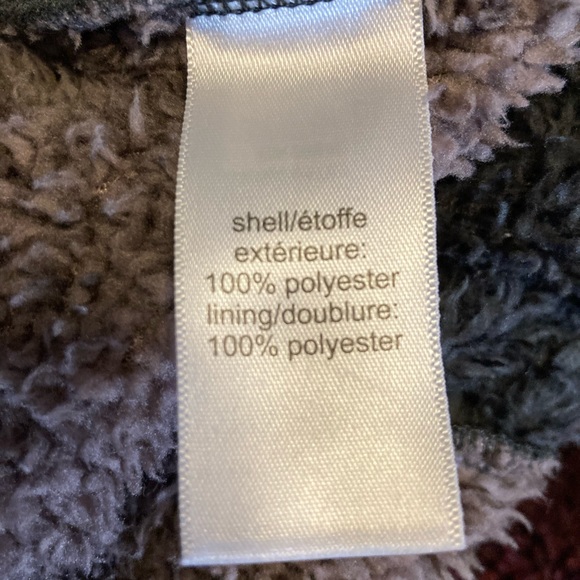 shell/étoffe
extérieure:
100% polyester
lining/doublure:
100% polyester